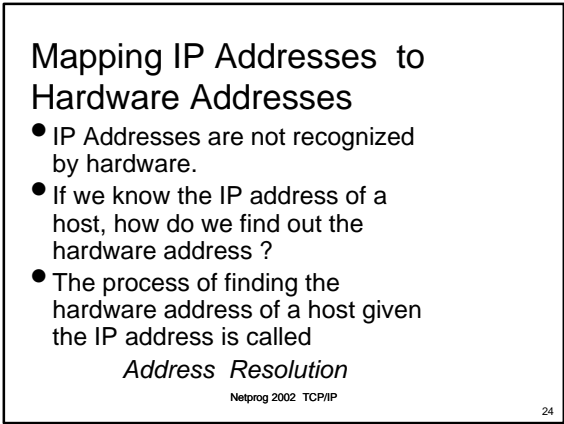 Mapping IP Addresses to
Hardware Addresses
• IP Addresses are not recognized
by hardware.
• If we know the IP address of a
host, how do we find out the
hardware address ?
• The process of finding the
hardware address of a host given
the IP address is called
Address Resolution
Netprog 2002 TCP/IP
24